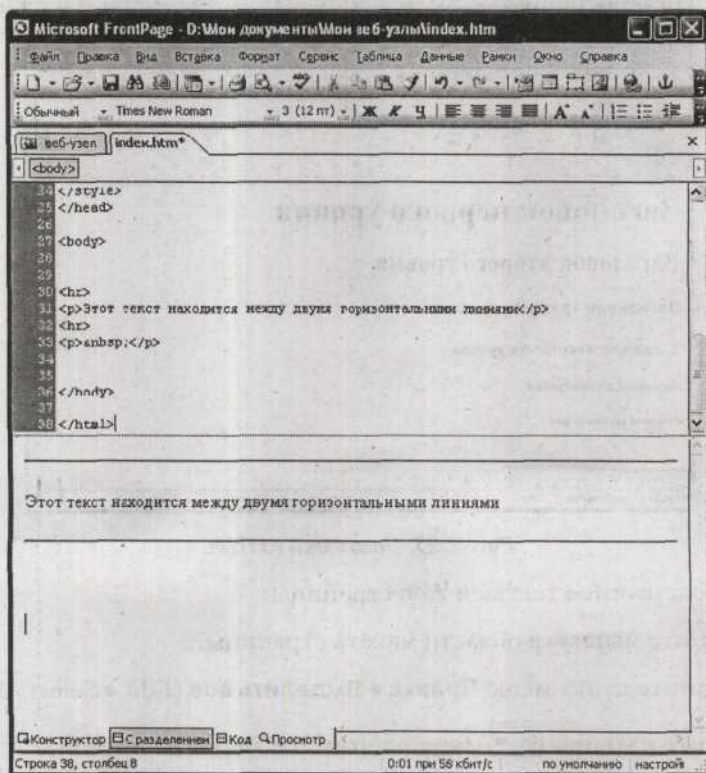 Microsoft FrontPage - D:\Мои документы\Мои веб-узлы\index.htm
Файл Правка Вид Вставка Формат Сервис Таблица Данные Рамки Окно Справка
Обычный Times New Roman 3 (12 пт) Ж К Ч A A
веб-узел index.htm*
<body>
24 </style>
25 </head>
26
27 <body>
28
29
30 <hr>
31 <p>Этот текст находится между двумя горизонтальными линиями</p>
32 <hr>
33 <p>&nbsp;</p>
34
35
36 </body>
37
38 </html>
Этот текст находится между двумя горизонтальными линиями
Конструктор С разделением Код Просмотр
Строка 38, столбец 8 0:01 при 56 кбит/с по умолчанию настрой